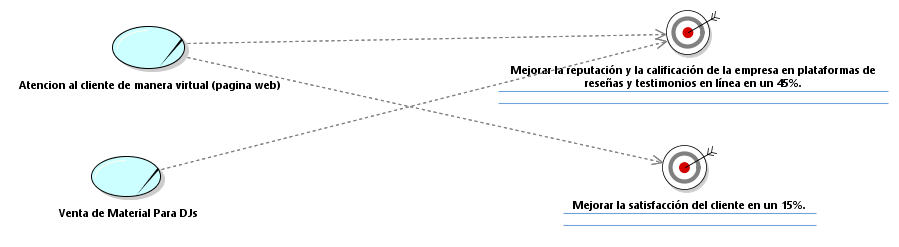 Atencion al cliente de manera virtual (pagina web)
Mejorar la reputación y la calificación de la empresa en plataformas de
reseñas y testimonios en línea en un 45%.
Venta de Material Para DJs
Mejorar la satisfacción del cliente en un 15%.